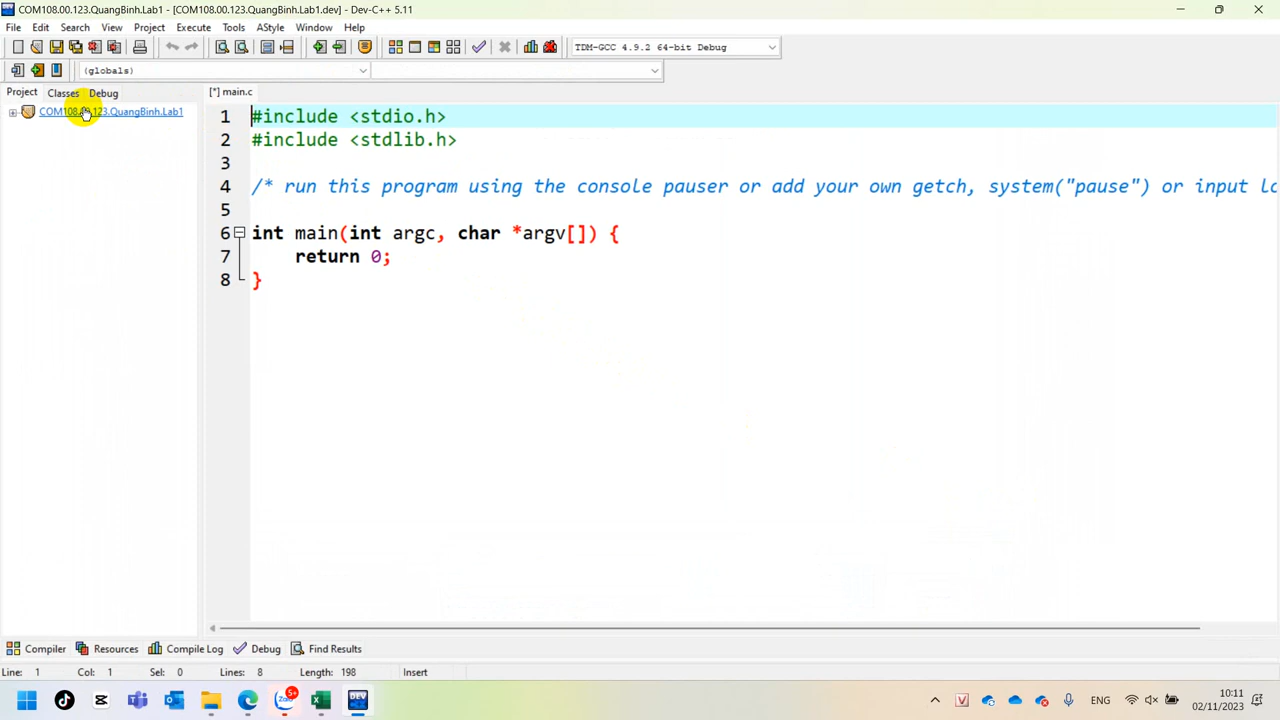 COM108.00.123.QuangBinh.Lab1 - [COM108.00.123.QuangBinh.Lab1.dev] - Dev-C++ 5.11
File Edit Search View Project Execute Tools AStyle Window Help
TDM-GCC 4.9.2 64-bit Debug
(globals)
Project Classes Debug
[*] main.c
COM108.00.123.QuangBinh.Lab1
1 #include <stdio.h>
2 #include <stdlib.h>
3
4 /* run this program using the console pauser or add your own getch, system("pause") or input lo
5
6 int main(int argc, char *argv[]) {
7 return 0;
8 }
Compiler Resources Compile Log Debug Find Results
Line: 1 Col: 1 Sel: 0 Lines: 8 Length: 198 Insert
Zalo 5+ DEV
V ENG 10:11
02/11/2023